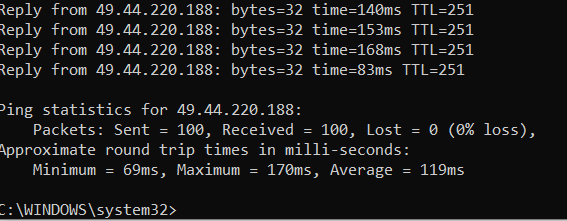 Reply from 49.44.220.188: bytes=32 time=140ms TTL=251
Reply from 49.44.220.188: bytes=32 time=153ms TTL=251
Reply from 49.44.220.188: bytes=32 time=168ms TTL=251
Reply from 49.44.220.188: bytes=32 time=83ms TTL=251
Ping statistics for 49.44.220.188:
Packets: Sent = 100, Received = 100, Lost = 0 (0% loss),
Approximate round trip times in milli-seconds:
Minimum = 69ms, Maximum = 170ms, Average = 119ms
C:\WINDOWS\system32>